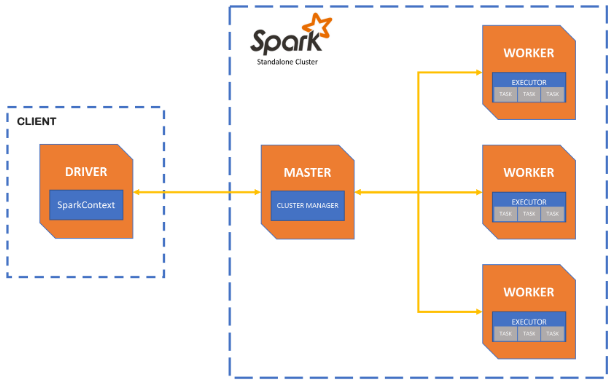 Spark
Standalone Cluster
CLIENT
DRIVER
SparkContext
MASTER
CLUSTER MANAGER
WORKER
EXECUTOR
TASK TASK TASK
WORKER
EXECUTOR
TASK TASK TASK
WORKER
EXECUTOR
TASK TASK TASK